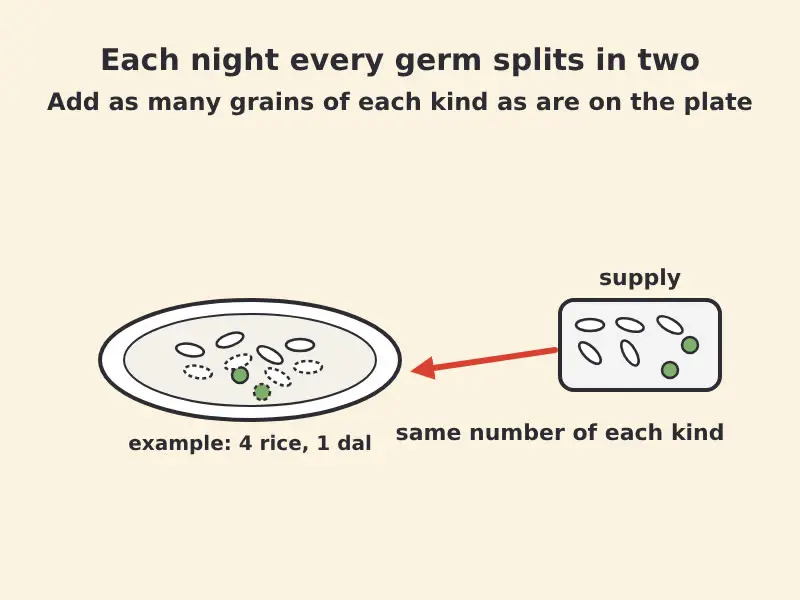 Each night every germ splits in two
Add as many grains of each kind as are on the plate
supply
same number of each kind
example: 4 rice, 1 dal